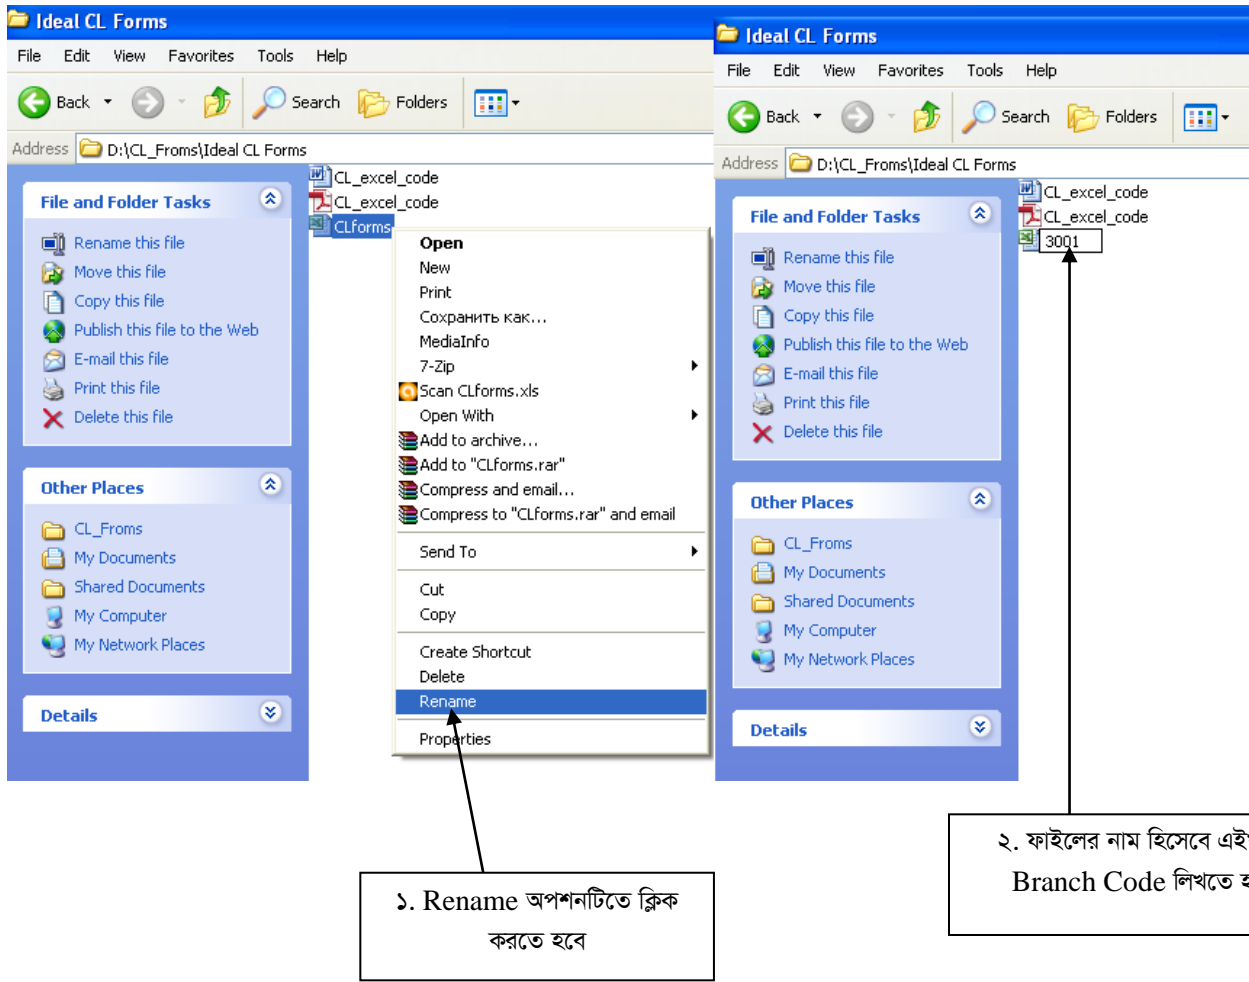 Ideal CL Forms
File Edit View Favorites Tools Help
Back Search Folders
Address D:\CL_Froms\Ideal CL Forms
File and Folder Tasks
Rename this file
Move this file
Copy this file
Publish this file to the Web
E-mail this file
Print this file
Delete this file
Other Places
CL_Froms
My Documents
Shared Documents
My Computer
My Network Places
Details
CL_excel_code
CL_excel_code
CLforms
Open
New
Print
Сохранить как...
MediaInfo
7-Zip
Scan CLforms.xls
Open With
Add to archive...
Add to "CLforms.rar"
Compress and email...
Compress to "CLforms.rar" and email
Send To
Cut
Copy
Create Shortcut
Delete
Rename
Properties
১. Rename অপশনটিতে ক্লিক
করতে হবে
Ideal CL Forms
File Edit View Favorites Tools Help
Back Search Folders
Address D:\CL_Froms\Ideal CL Forms
File and Folder Tasks
Rename this file
Move this file
Copy this file
Publish this file to the Web
E-mail this file
Print this file
Delete this file
Other Places
CL_Froms
My Documents
Shared Documents
My Computer
My Network Places
Details
CL_excel_code
CL_excel_code
3001
২. ফাইলের নাম হিসেবে
Branch Code লিখতে